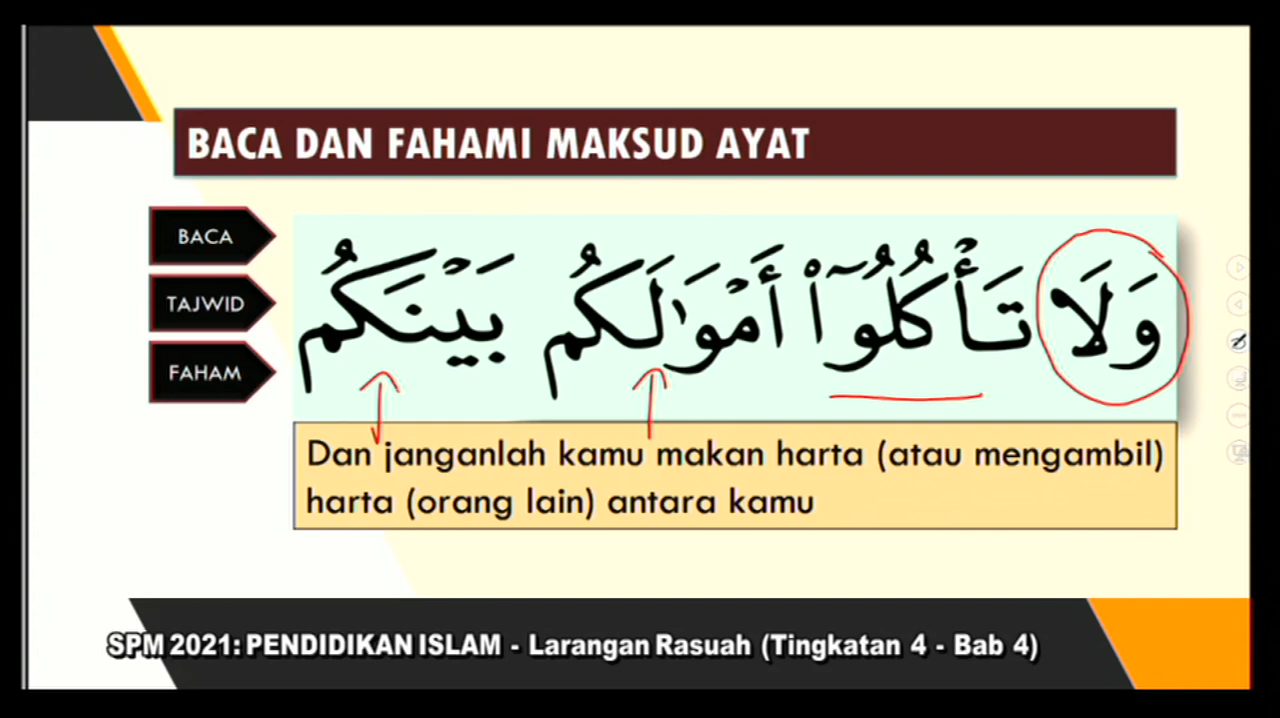 BACA DAN FAHAMI MAKSUD AYAT
BACA
TAJWID
FAHAM
وَلَا تَأْكُلُوٓا۟ أَمْوَٰلَكُم بَيْنَكُم
Dan janganlah kamu makan harta (atau mengambil)
harta (orang lain) antara kamu
SPM 2021: PENDIDIKAN ISLAM - Larangan Rasuah (Tingkatan 4 - Bab 4)